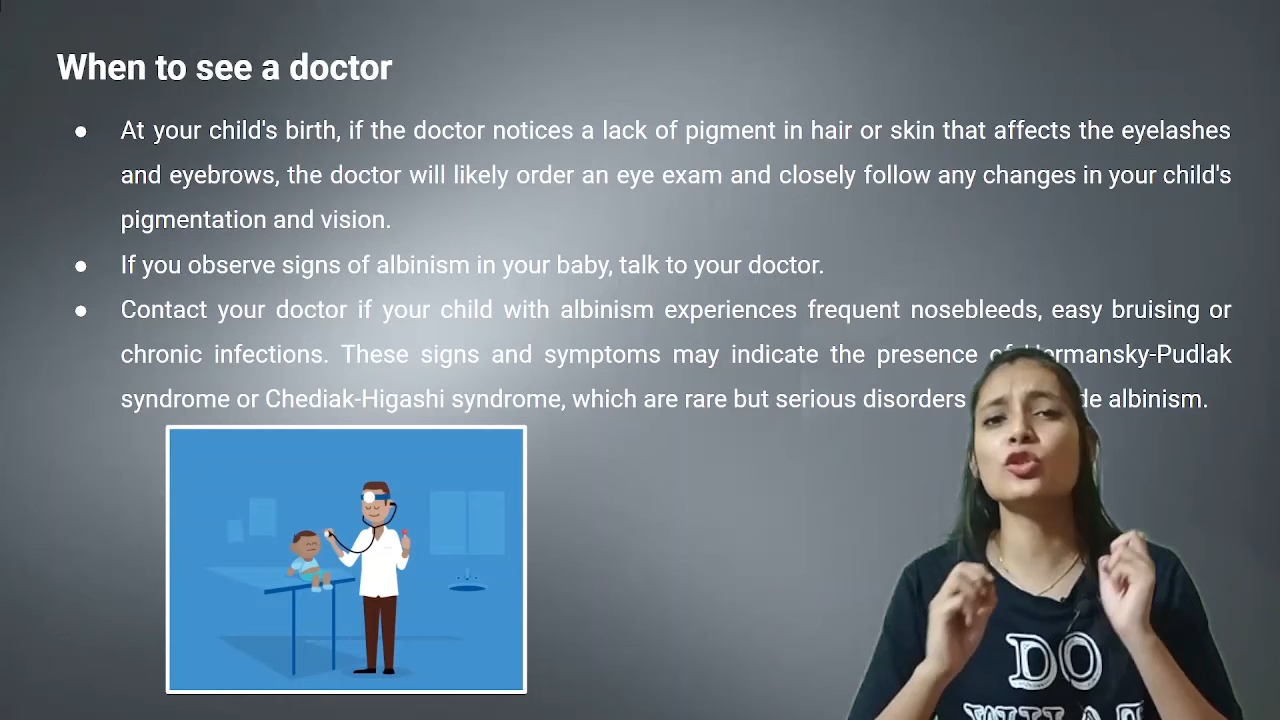 When to see a doctor
● At your child's birth, if the doctor notices a lack of pigment in hair or skin that affects the eyelashes
and eyebrows, the doctor will likely order an eye exam and closely follow any changes in your child's
pigmentation and vision.
● If you observe signs of albinism in your baby, talk to your doctor.
● Contact your doctor if your child with albinism experiences frequent nosebleeds, easy bruising or
chronic infections. These signs and symptoms may indicate the presence Hermansky-Pudlak
syndrome or Chediak-Higashi syndrome, which are rare but serious disorders albinism.
DO